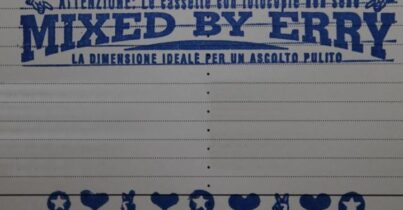 ATTENZIONE: Le cassette con fotocopie non sono
MIXED BY ERRY
LA DIMENSIONE IDEALE PER UN ASCOLTO PULITO